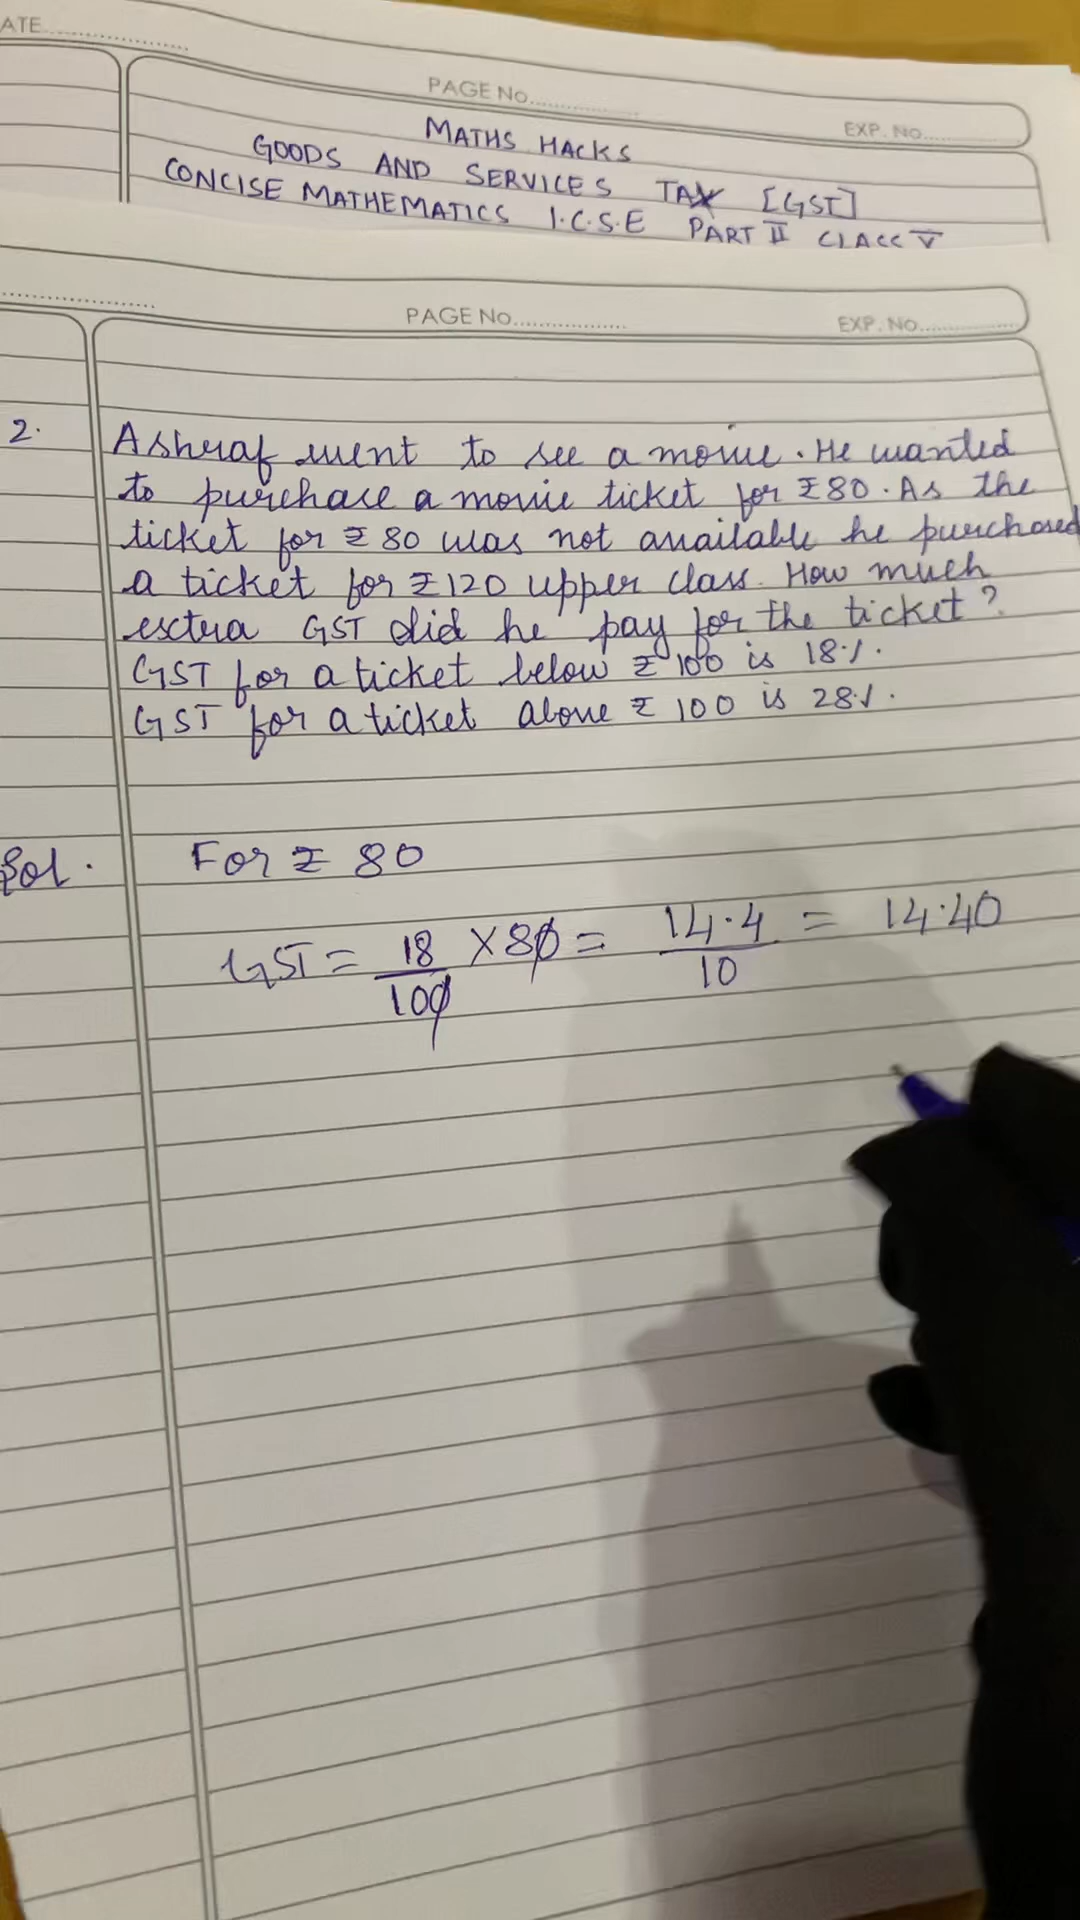 ATE
PAGE No.
EXP. NO.
MATHS HACKS
GOODS AND SERVICES TAX [GST]
CONCISE MATHEMATICS I.C.S.E PART II CLASS V
PAGE No.
EXP. NO.
2. Ashraf went to see a movie. He wanted
to purchase a movie ticket for ₹80. As the
ticket for ₹80 was not available he purchased
a ticket for ₹120 upper class. How much
extra GST did he pay for the ticket?
GST for a ticket below ₹100 is 18%.
GST for a ticket above ₹100 is 28%.
Sol. For ₹ 80
GST = 18/100 × 80 = 14.4/10 = 14.40